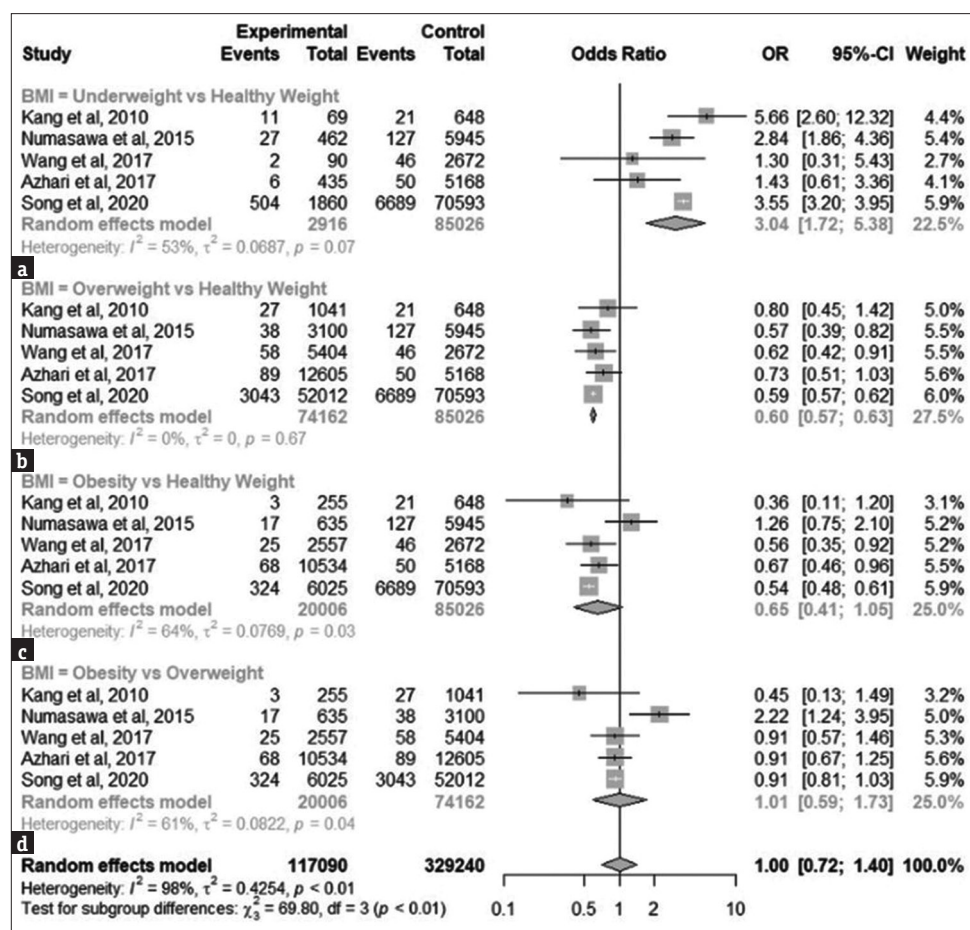 Experimental Control
Study Events Total Events Total Odds Ratio OR 95%-CI Weight
BMI = Underweight vs Healthy Weight
Kang et al, 2010 11 69 21 648 5.66 [2.60; 12.32] 4.4%
Numasawa et al, 2015 27 462 127 5945 2.84 [1.86; 4.36] 5.4%
Wang et al, 2017 2 90 46 2672 1.30 [0.31; 5.43] 2.7%
Azhari et al, 2017 6 435 50 5168 1.43 [0.61; 3.36] 4.1%
Song et al, 2020 504 1860 6689 70593 3.55 [3.20; 3.95] 5.9%
Random effects model 2916 85026 3.04 [1.72; 5.38] 22.5%
Heterogeneity: I² = 53%, τ² = 0.0687, p = 0.07
a
BMI = Overweight vs Healthy Weight
Kang et al, 2010 27 1041 21 648 0.80 [0.45; 1.42] 5.0%
Numasawa et al, 2015 38 3100 127 5945 0.57 [0.39; 0.82] 5.5%
Wang et al, 2017 58 5404 46 2672 0.62 [0.42; 0.91] 5.5%
Azhari et al, 2017 89 12605 50 5168 0.73 [0.51; 1.03] 5.6%
Song et al, 2020 3043 52012 6689 70593 0.59 [0.57; 0.62] 6.0%
Random effects model 74162 85026 0.60 [0.57; 0.63] 27.5%
Heterogeneity: I² = 0%, τ² = 0, p = 0.67
b
BMI = Obesity vs Healthy Weight
Kang et al, 2010 3 255 21 648 0.36 [0.11; 1.20] 3.1%
Numasawa et al, 2015 17 635 127 5945 1.26 [0.75; 2.10] 5.2%
Wang et al, 2017 25 2557 46 2672 0.56 [0.35; 0.92] 5.2%
Azhari et al, 2017 68 10534 50 5168 0.67 [0.46; 0.96] 5.5%
Song et al, 2020 324 6025 6689 70593 0.54 [0.48; 0.61] 5.9%
Random effects model 20006 85026 0.65 [0.41; 1.05] 25.0%
Heterogeneity: I² = 64%, τ² = 0.0769, p = 0.03
c
BMI = Obesity vs Overweight
Kang et al, 2010 3 255 27 1041 0.45 [0.13; 1.49] 3.2%
Numasawa et al, 2015 17 635 38 3100 2.22 [1.24; 3.95] 5.0%
Wang et al, 2017 25 2557 58 5404 0.91 [0.57; 1.46] 5.3%
Azhari et al, 2017 68 10534 89 12605 0.91 [0.67; 1.25] 5.6%
Song et al, 2020 324 6025 3043 52012 0.91 [0.81; 1.03] 5.9%
Random effects model 20006 74162 1.01 [0.59; 1.73] 25.0%
Heterogeneity: I² = 61%, τ² = 0.0822, p = 0.04
d
Random effects model 117090 329240 1.00 [0.72; 1.40] 100.0%
Heterogeneity: I² = 98%, τ² = 0.4254, p < 0.01
Test for subgroup differences: χ²₃ = 69.80, df = 3 (p < 0.01)
0.1 0.5 1 2 10